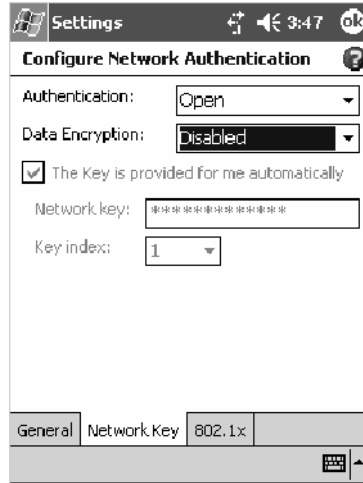 Settings 3:47 ok
Configure Network Authentication ?
Authentication: Open
Data Encryption: Disabled
The Key is provided for me automatically
Network key: *************
Key index: 1
General Network Key 802.1x